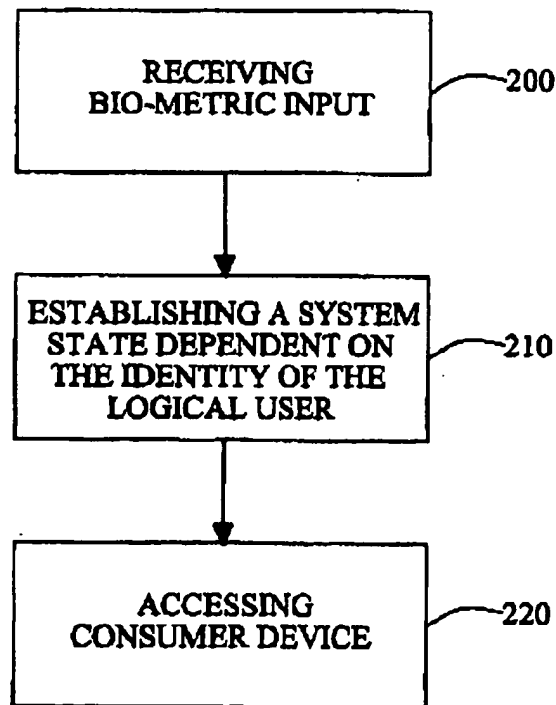 RECEIVING
BIO-METRIC INPUT
200
ESTABLISHING A SYSTEM
STATE DEPENDENT ON
THE IDENTITY OF THE
LOGICAL USER
210
ACCESSING
CONSUMER DEVICE
220